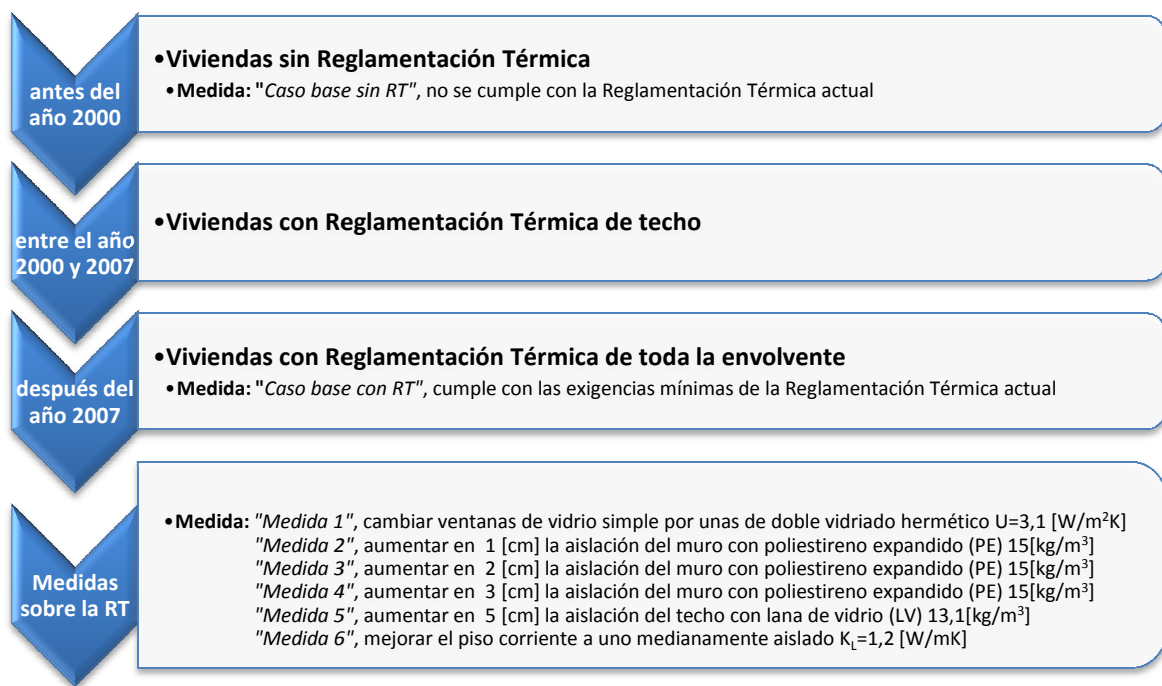 antes del
año 2000
•Viviendas sin Reglamentación Térmica
•Medida: "Caso base sin RT", no se cumple con la Reglamentación Térmica actual
entre el año
2000 y 2007
•Viviendas con Reglamentación Térmica de techo
después del
año 2007
•Viviendas con Reglamentación Térmica de toda la envolvente
•Medida: "Caso base con RT", cumple con las exigencias mínimas de la Reglamentación Térmica actual
Medidas
sobre la RT
•Medida: "Medida 1", cambiar ventanas de vidrio simple por unas de doble vidriado hermético U=3,1 [W/m²K]
"Medida 2", aumentar en 1 [cm] la aislación del muro con poliestireno expandido (PE) 15[kg/m³]
"Medida 3", aumentar en 2 [cm] la aislación del muro con poliestireno expandido (PE) 15[kg/m³]
"Medida 4", aumentar en 3 [cm] la aislación del muro con poliestireno expandido (PE) 15[kg/m³]
"Medida 5", aumentar en 5 [cm] la aislación del techo con lana de vidrio (LV) 13,1[kg/m³]
"Medida 6", mejorar el piso corriente a uno medianamente aislado K_L=1,2 [W/mK]